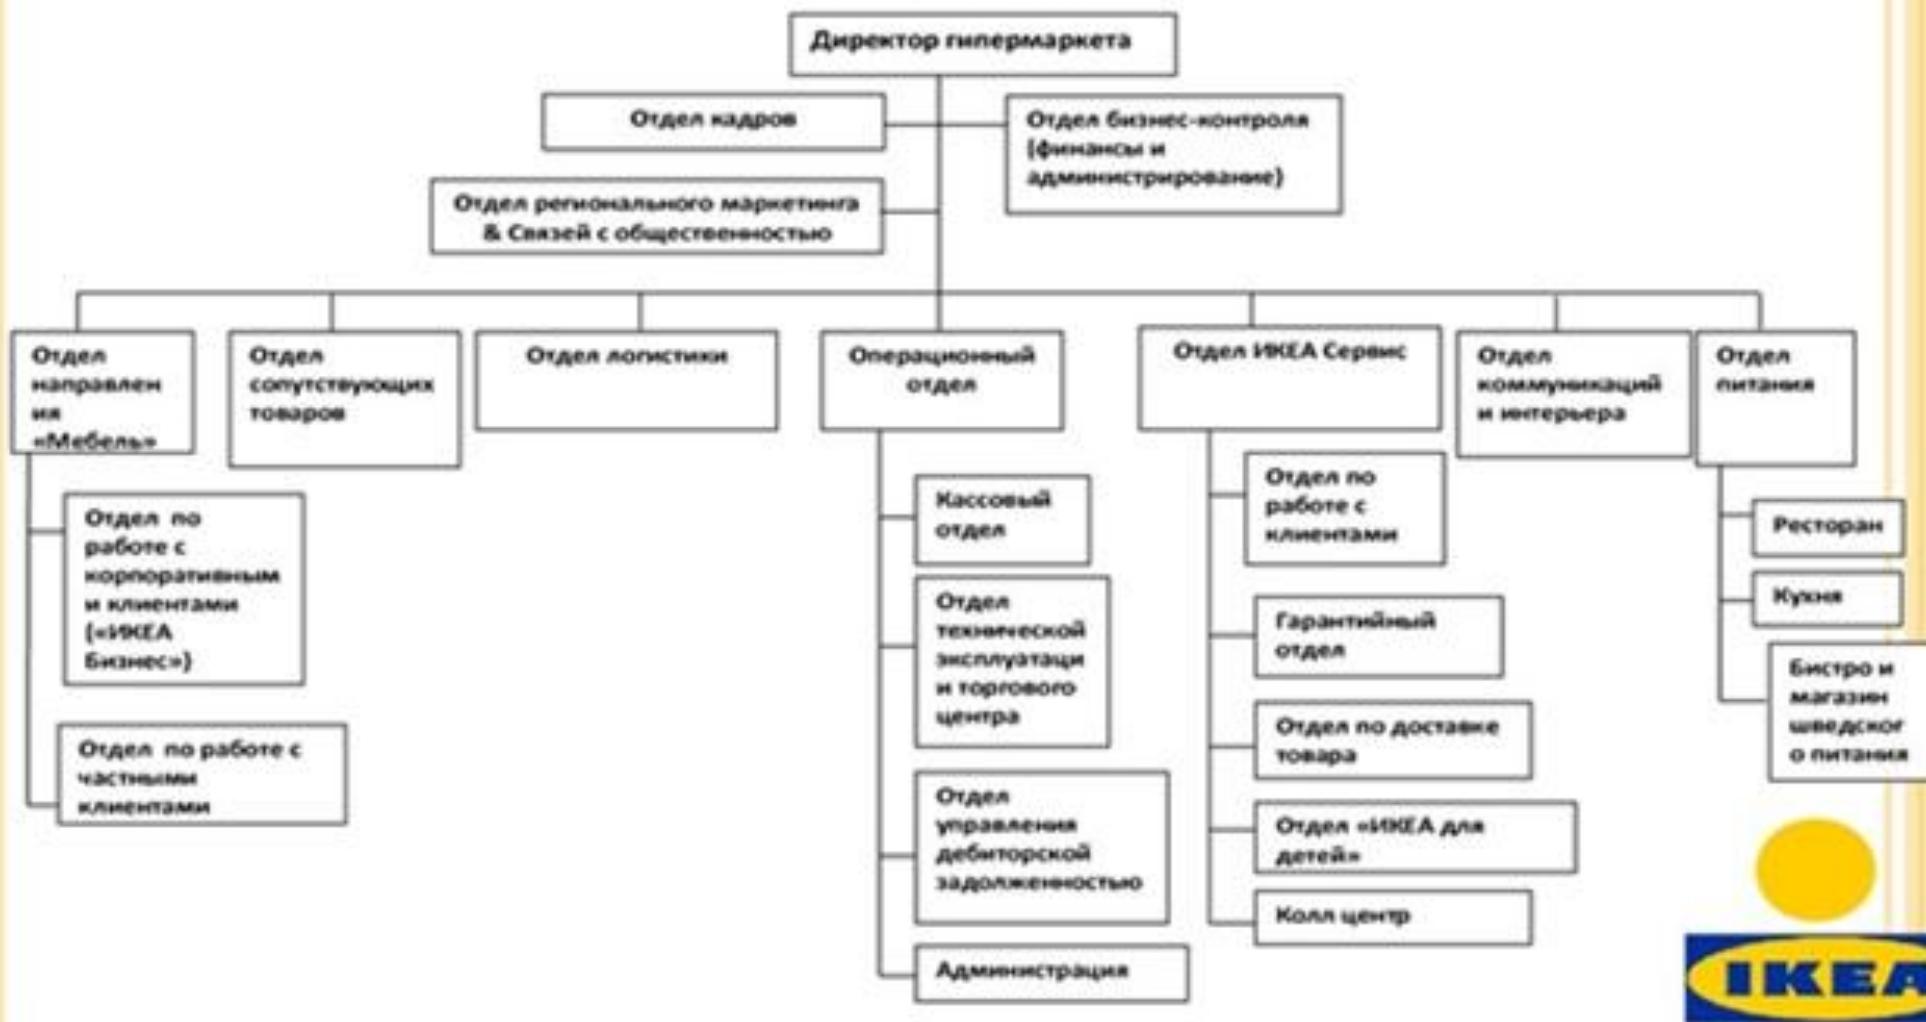 Директор гипермаркета
Отдел кадров
Отдел бизнес-контроля
(финансы и
администрирование)
Отдел регионального маркетинга
& Связей с общественностью
Отдел
направлен
ия
«Мебель»
Отдел
сопутствующих
товаров
Отдел логистики
Операционный
отдел
Отдел ИКЕА Сервис
Отдел
коммуникаций
и интерьера
Отдел
питания
Отдел по
работе с
корпоративным
и клиентами
(«ИКЕА
Бизнес»)
Отдел по работе с
частными
клиентами
Кассовый
отдел
Отдел
технической
эксплуатаци
и торгового
центра
Отдел
управления
дебиторской
задолженностью
Администрация
Отдел по
работе с
клиентами
Гарантийный
отдел
Отдел по доставке
товара
Отдел «ИКЕА для
детей»
Колл центр
Ресторан
Кухня
Бистро и
магазин
шведског
о питания
IKEA